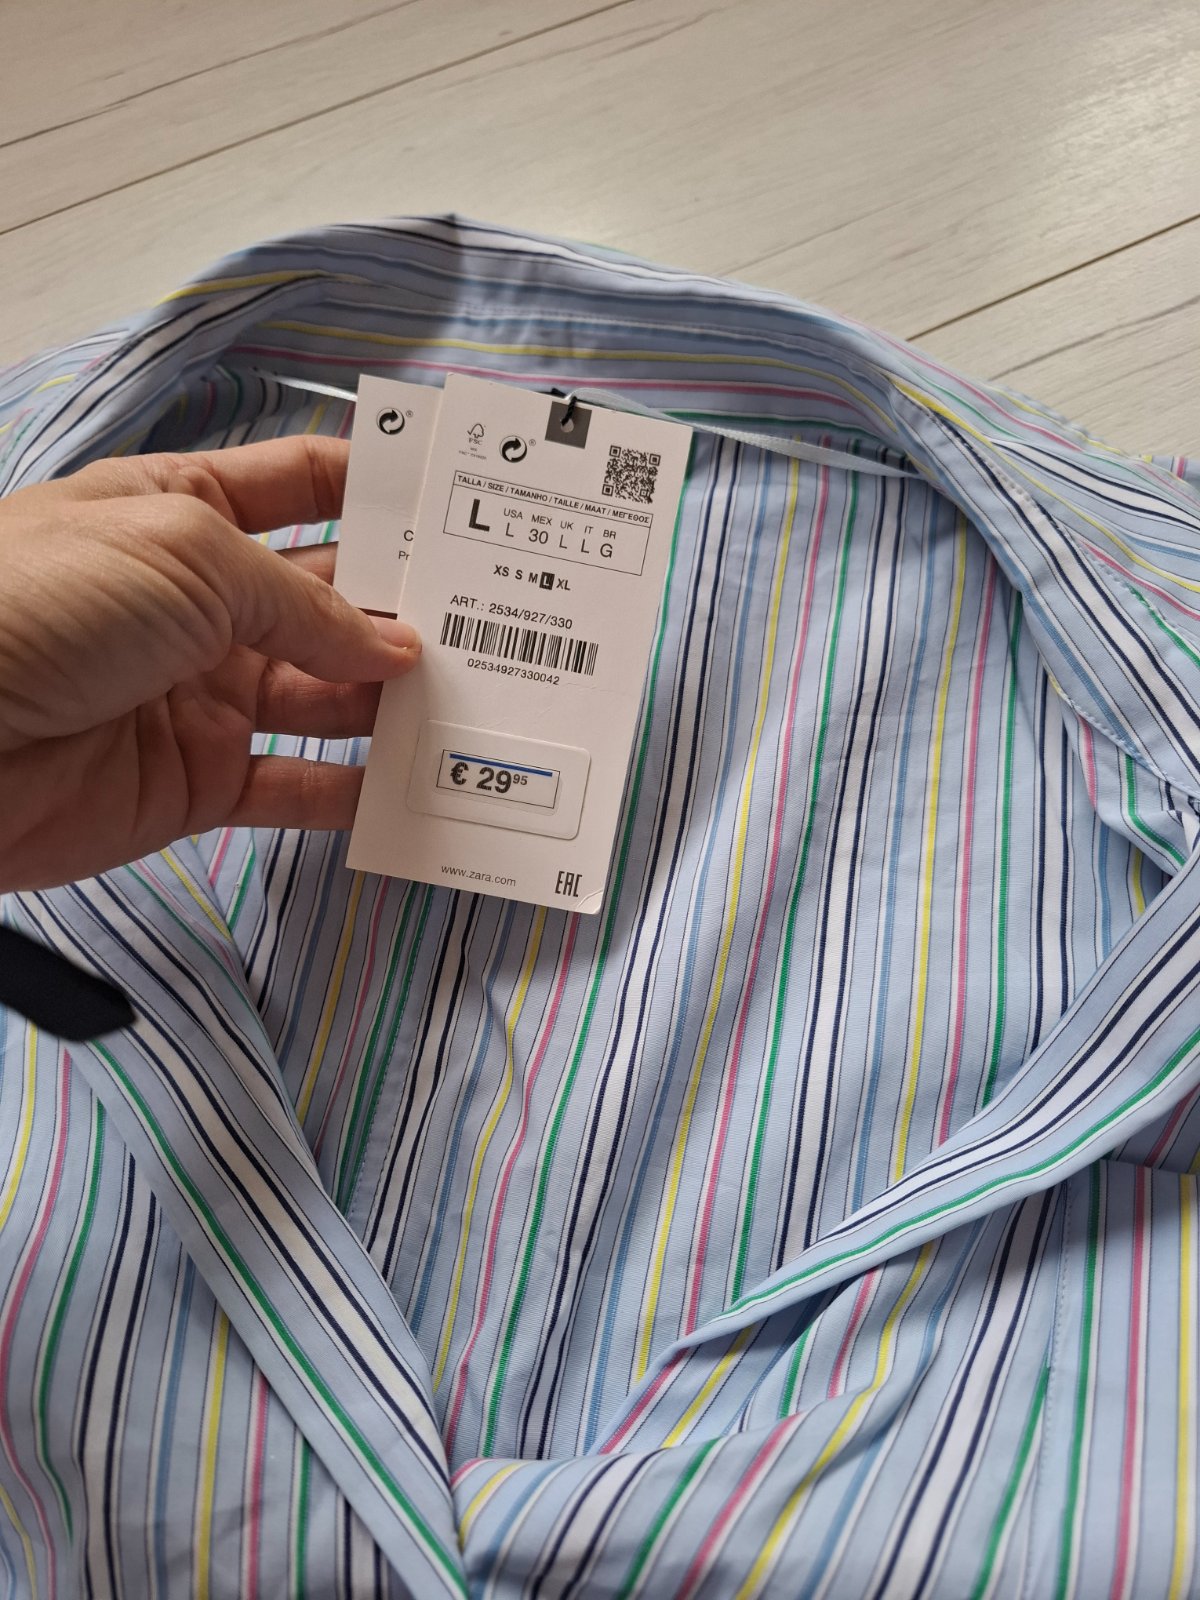 FSC
®
®
TALLA / SIZE / TAMANHO / TAILLE / MAAT / ΜΕΓΕΘΟΣ
L
USA MEX UK IT BR
L 30 L L G
XS S M L XL
ART.: 2534/927/330
02534927330042
€ 29 95
www.zara.com
EAC